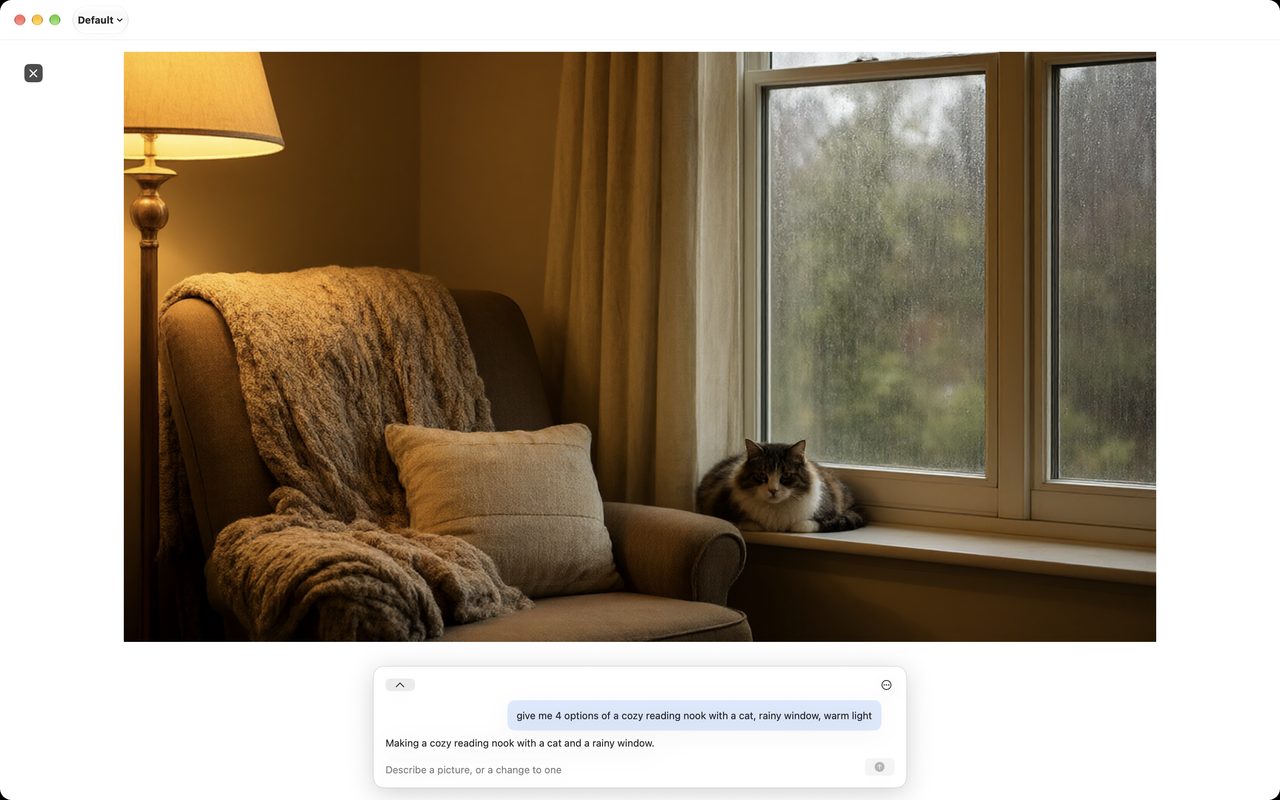 Default
give me 4 options of a cozy reading nook with a cat, rainy window, warm light
Making a cozy reading nook with a cat and a rainy window.
Describe a picture, or a change to one